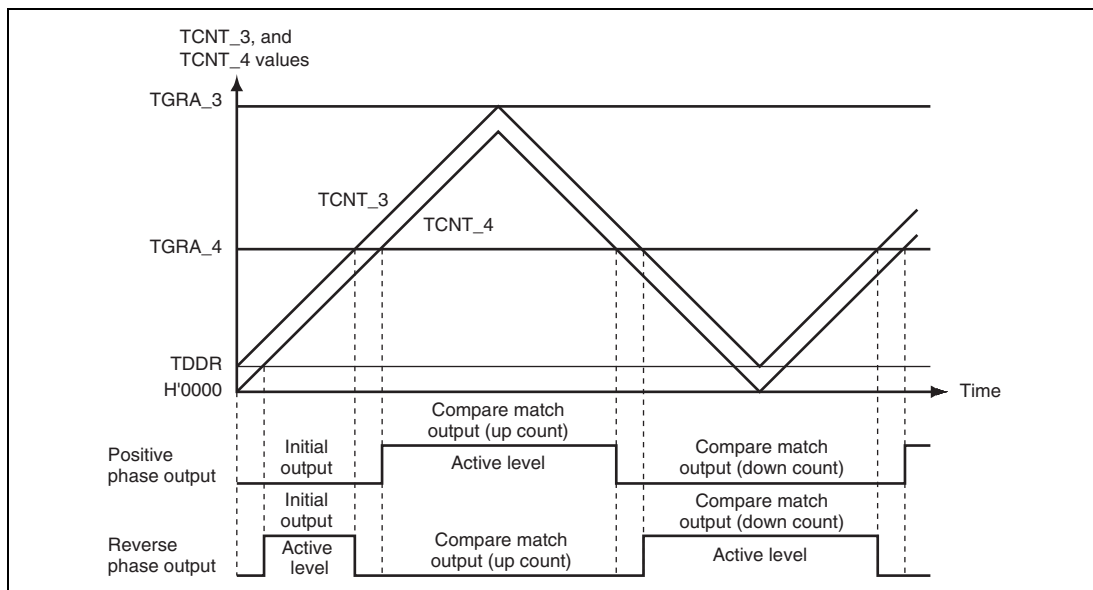 TCNT_3, and
TCNT_4 values
TGRA_3
TCNT_3
TCNT_4
TGRA_4
TDDR
H'0000
Time
Positive
phase output
Initial
output
Compare match
output (up count)
Active level
Compare match
output (down count)
Reverse
phase output
Initial
output
Active
level
Compare match
output (up count)
Compare match
output (down count)
Active level